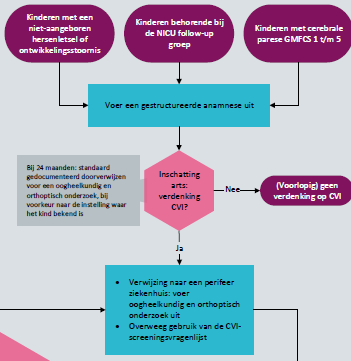 Kinderen met een
niet-aangeboren
hersenletsel of
ontwikkelingsstoornis
Kinderen behorende bij
de NICU follow-up
groep
Kinderen met cerebrale
parese GMFCS 1 t/m 5
Voer een gestructureerde anamnese uit
Bij 24 maanden: standaard
gedocumenteerd doorverwijzen
voor een oogheelkundig en
orthoptisch onderzoek, bij
voorkeur naar de instelling waar
het kind bekend is
Inschatting
arts:
verdenking
CVI?
Nee
(Voorlopig) geen
verdenking op CVI
Ja
• Verwijzing naar een perifeer
ziekenhuis: voer
oogheelkundig en orthoptisch
onderzoek uit
• Overweeg gebruik van de CVI-
screeningsvragenlijst